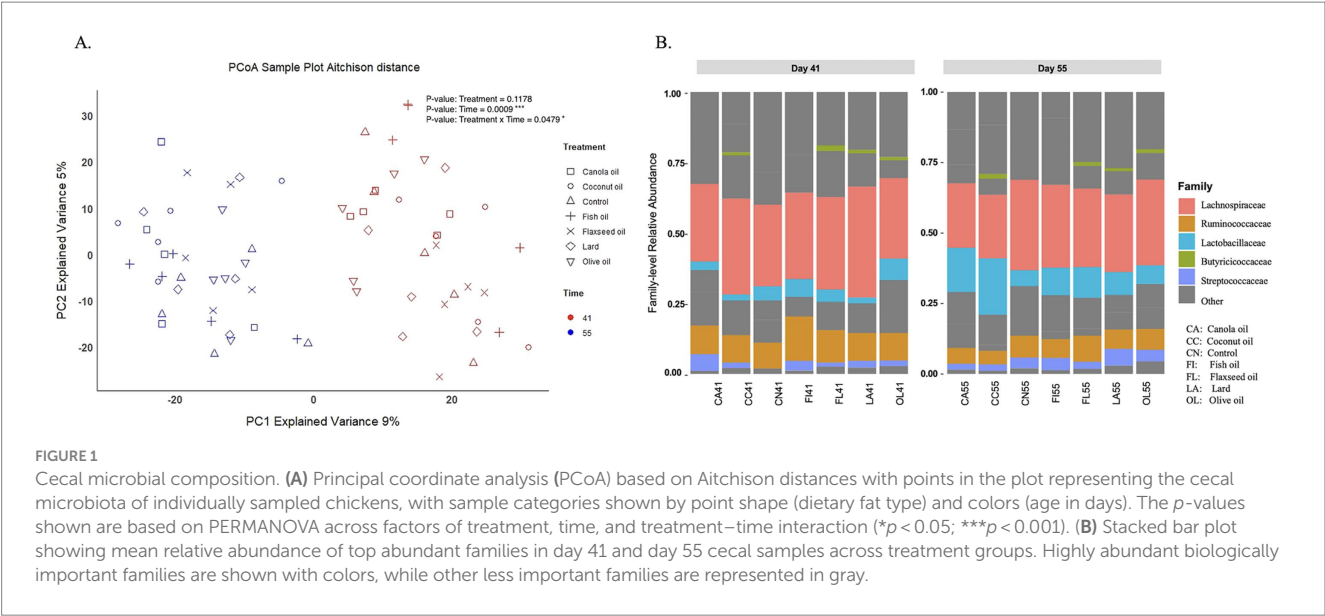 A.
PCoA Sample Plot Aitchison distance
P-value: Treatment = 0.1178
P-value: Time = 0.0009 ***
P-value: Treatment x Time = 0.0479 *
30
20
10
0
-10
-20
PC2 Explained Variance 5%
-20
0
20
PC1 Explained Variance 9%
Treatment
Canola oil
Coconut oil
Control
Fish oil
Flaxseed oil
Lard
Olive oil
Time
41
55
B.
Day 41
Day 55
Family-level Relative Abundance
1.00
0.75
0.50
0.25
0.00
CA41
CC41
CN41
FI41
FL41
LA41
OL41
1.00
0.75
0.50
0.25
0.00
CA55
CC55
CN55
FI55
FL55
LA55
OL55
Family
Lachnospiraceae
Ruminococcaceae
Lactobacillaceae
Butyricicoccaceae
Streptococcaceae
Other
CA: Canola oil
CC: Coconut oil
CN: Control
FI: Fish oil
FL: Flaxseed oil
LA: Lard
OL: Olive oil
FIGURE 1
Cecal microbial composition. (A) Principal coordinate analysis (PCoA) based on Aitchison distances with points in the plot representing the cecal
microbiota of individually sampled chickens, with sample categories shown by point shape (dietary fat type) and colors (age in days). The p-values
shown are based on PERMANOVA across factors of treatment, time, and treatment–time interaction (*p < 0.05; ***p < 0.001). (B) Stacked bar plot
showing mean relative abundance of top abundant families in day 41 and day 55 cecal samples across treatment groups. Highly abundant biologically
important families are shown with colors, while other less important families are represented in gray.